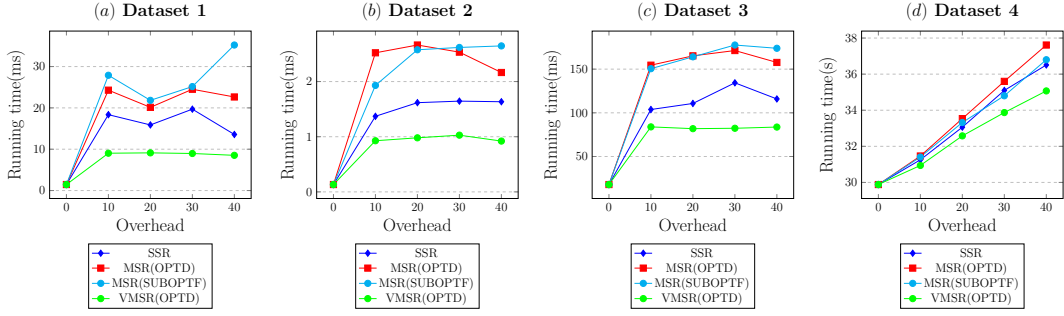 (a) Dataset 1
Running time(ms)
30
20
10
0
0 10 20 30 40
Overhead
SSR
MSR(OPTD)
MSR(SUBOPTF)
VMSR(OPTD)
(b) Dataset 2
Running time(ms)
2
1
0
0 10 20 30 40
Overhead
SSR
MSR(OPTD)
MSR(SUBOPTF)
VMSR(OPTD)
(c) Dataset 3
Running time(ms)
150
100
50
0 10 20 30 40
Overhead
SSR
MSR(OPTD)
MSR(SUBOPTF)
VMSR(OPTD)
(d) Dataset 4
Running time(s)
38
36
34
32
30
0 10 20 30 40
Overhead
SSR
MSR(OPTD)
MSR(SUBOPTF)
VMSR(OPTD)